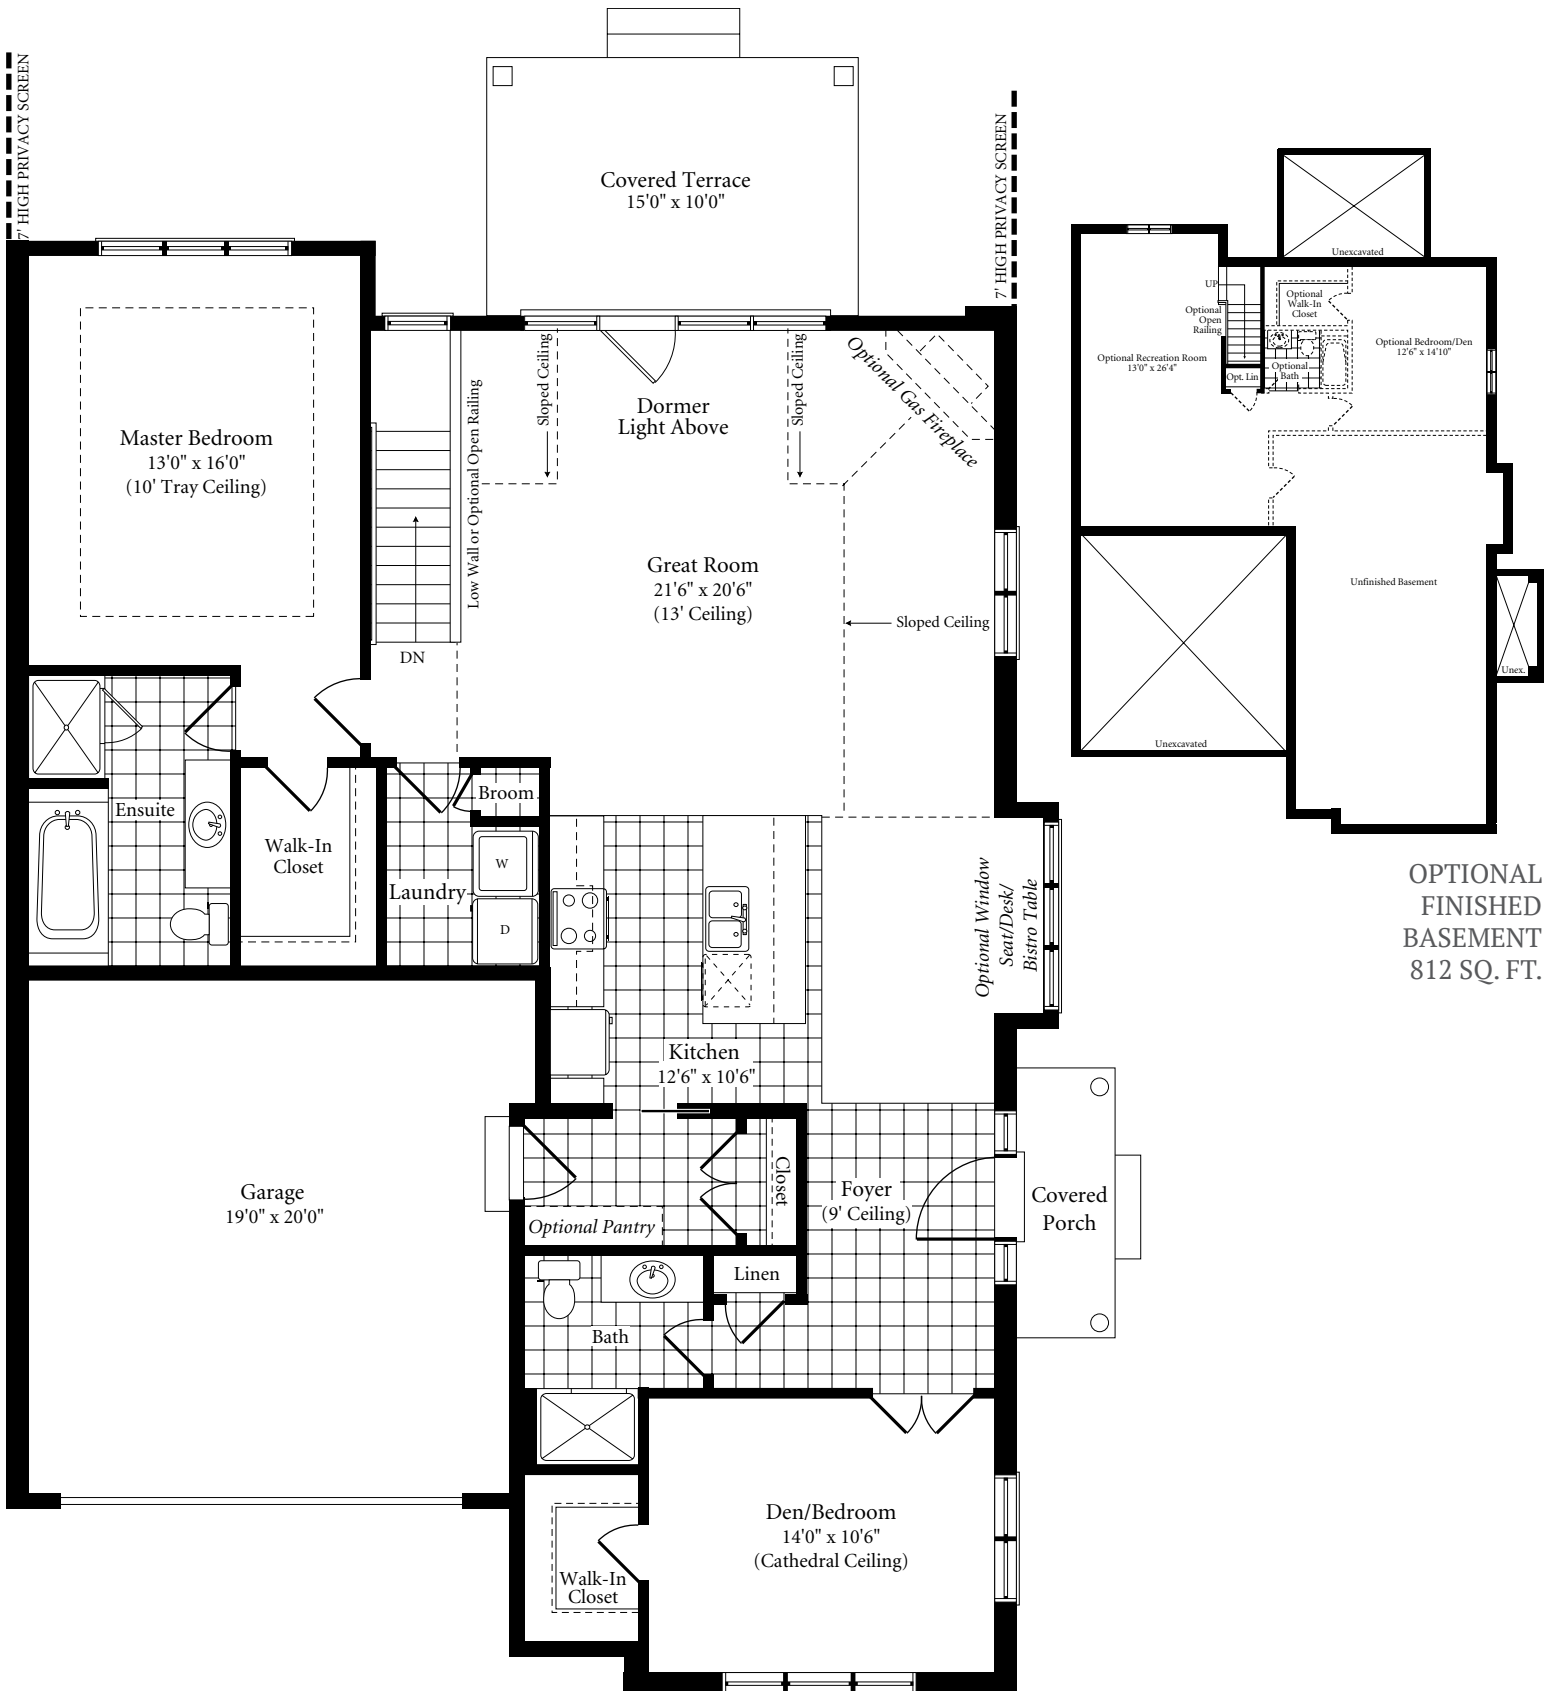 7' HIGH PRIVACY SCREEN
7' HIGH PRIVACY SCREEN
Covered Terrace
15'0" x 10'0"
Master Bedroom
13'0" x 16'0"
(10' Tray Ceiling)
Low Wall or Optional Open Railing
DN
Sloped Ceiling
Dormer
Light Above
Sloped Ceiling
Optional Gas Fireplace
Great Room
21'6" x 20'6"
(13' Ceiling)
Sloped Ceiling
Ensuite
Walk-In
Closet
Laundry
Broom
W
D
Kitchen
12'6" x 10'6"
Optional Window
Seat/Desk/
Bistro Table
Garage
19'0" x 20'0"
Optional Pantry
Closet
Foyer
(9' Ceiling)
Covered
Porch
Linen
Bath
Den/Bedroom
14'0" x 10'6"
(Cathedral Ceiling)
Walk-In
Closet
Unexcavated
UP
Optional
Open
Railing
Optional
Walk-In
Closet
Optional Recreation Room
13'0" x 26'4"
Opt. Lin
Optional
Bath
Optional Bedroom/Den
12'6" x 14'10"
Unfinished Basement
Unex.
Unexcavated
OPTIONAL
FINISHED
BASEMENT
812 SQ. FT.